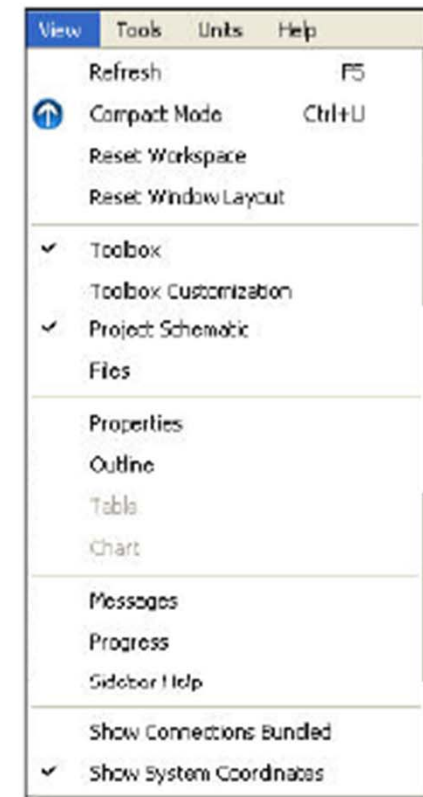 View Tools Units Help
Refresh F5
Compact Mode Ctrl+U
Reset Workspace
Reset Window Layout
Toolbox
Toolbox Customization
Project Schematic
Files
Properties
Outline
Table
Chart
Messages
Progress
Sidebar Help
Show Connections Bundled
Show System Coordinates